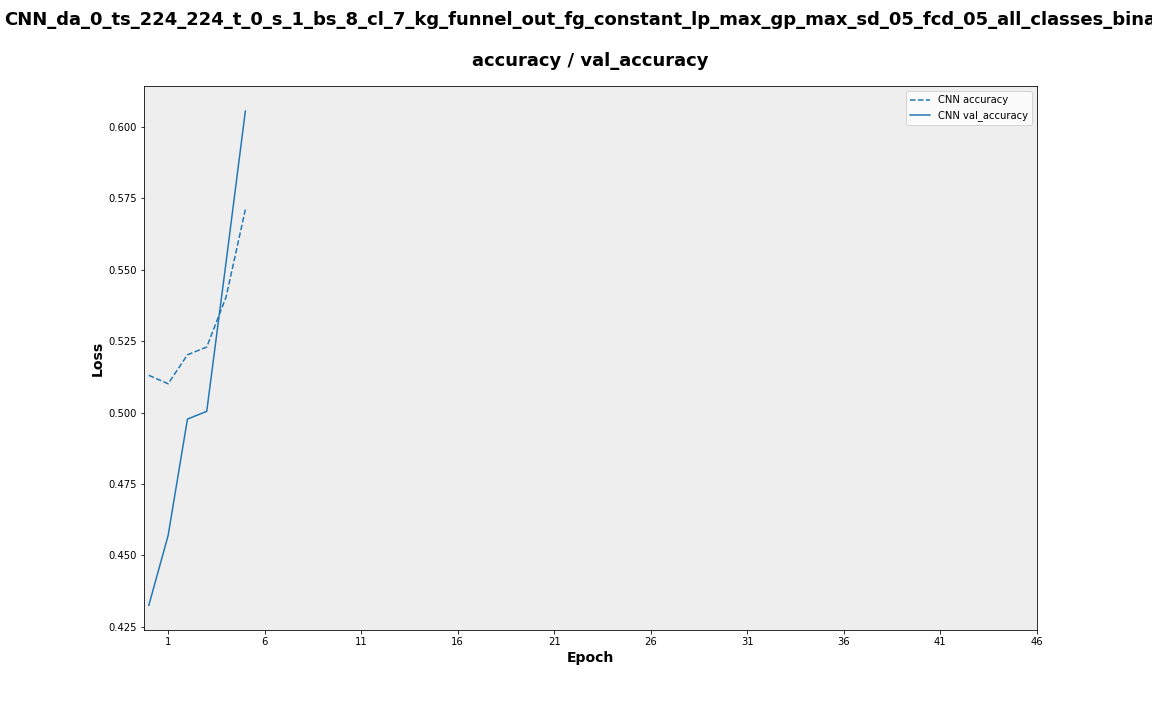 CNN_da_0_ts_224_224_t_0_s_1_bs_8_cl_7_kg_funnel_out_fg_constant_lp_max_gp_max_sd_05_fcd_05_all_classes_bina
accuracy / val_accuracy
CNN accuracy
CNN val_accuracy
0.600
0.575
0.550
0.525
0.500
0.475
0.450
0.425
Loss
1 6 11 16 21 26 31 36 41 46
Epoch